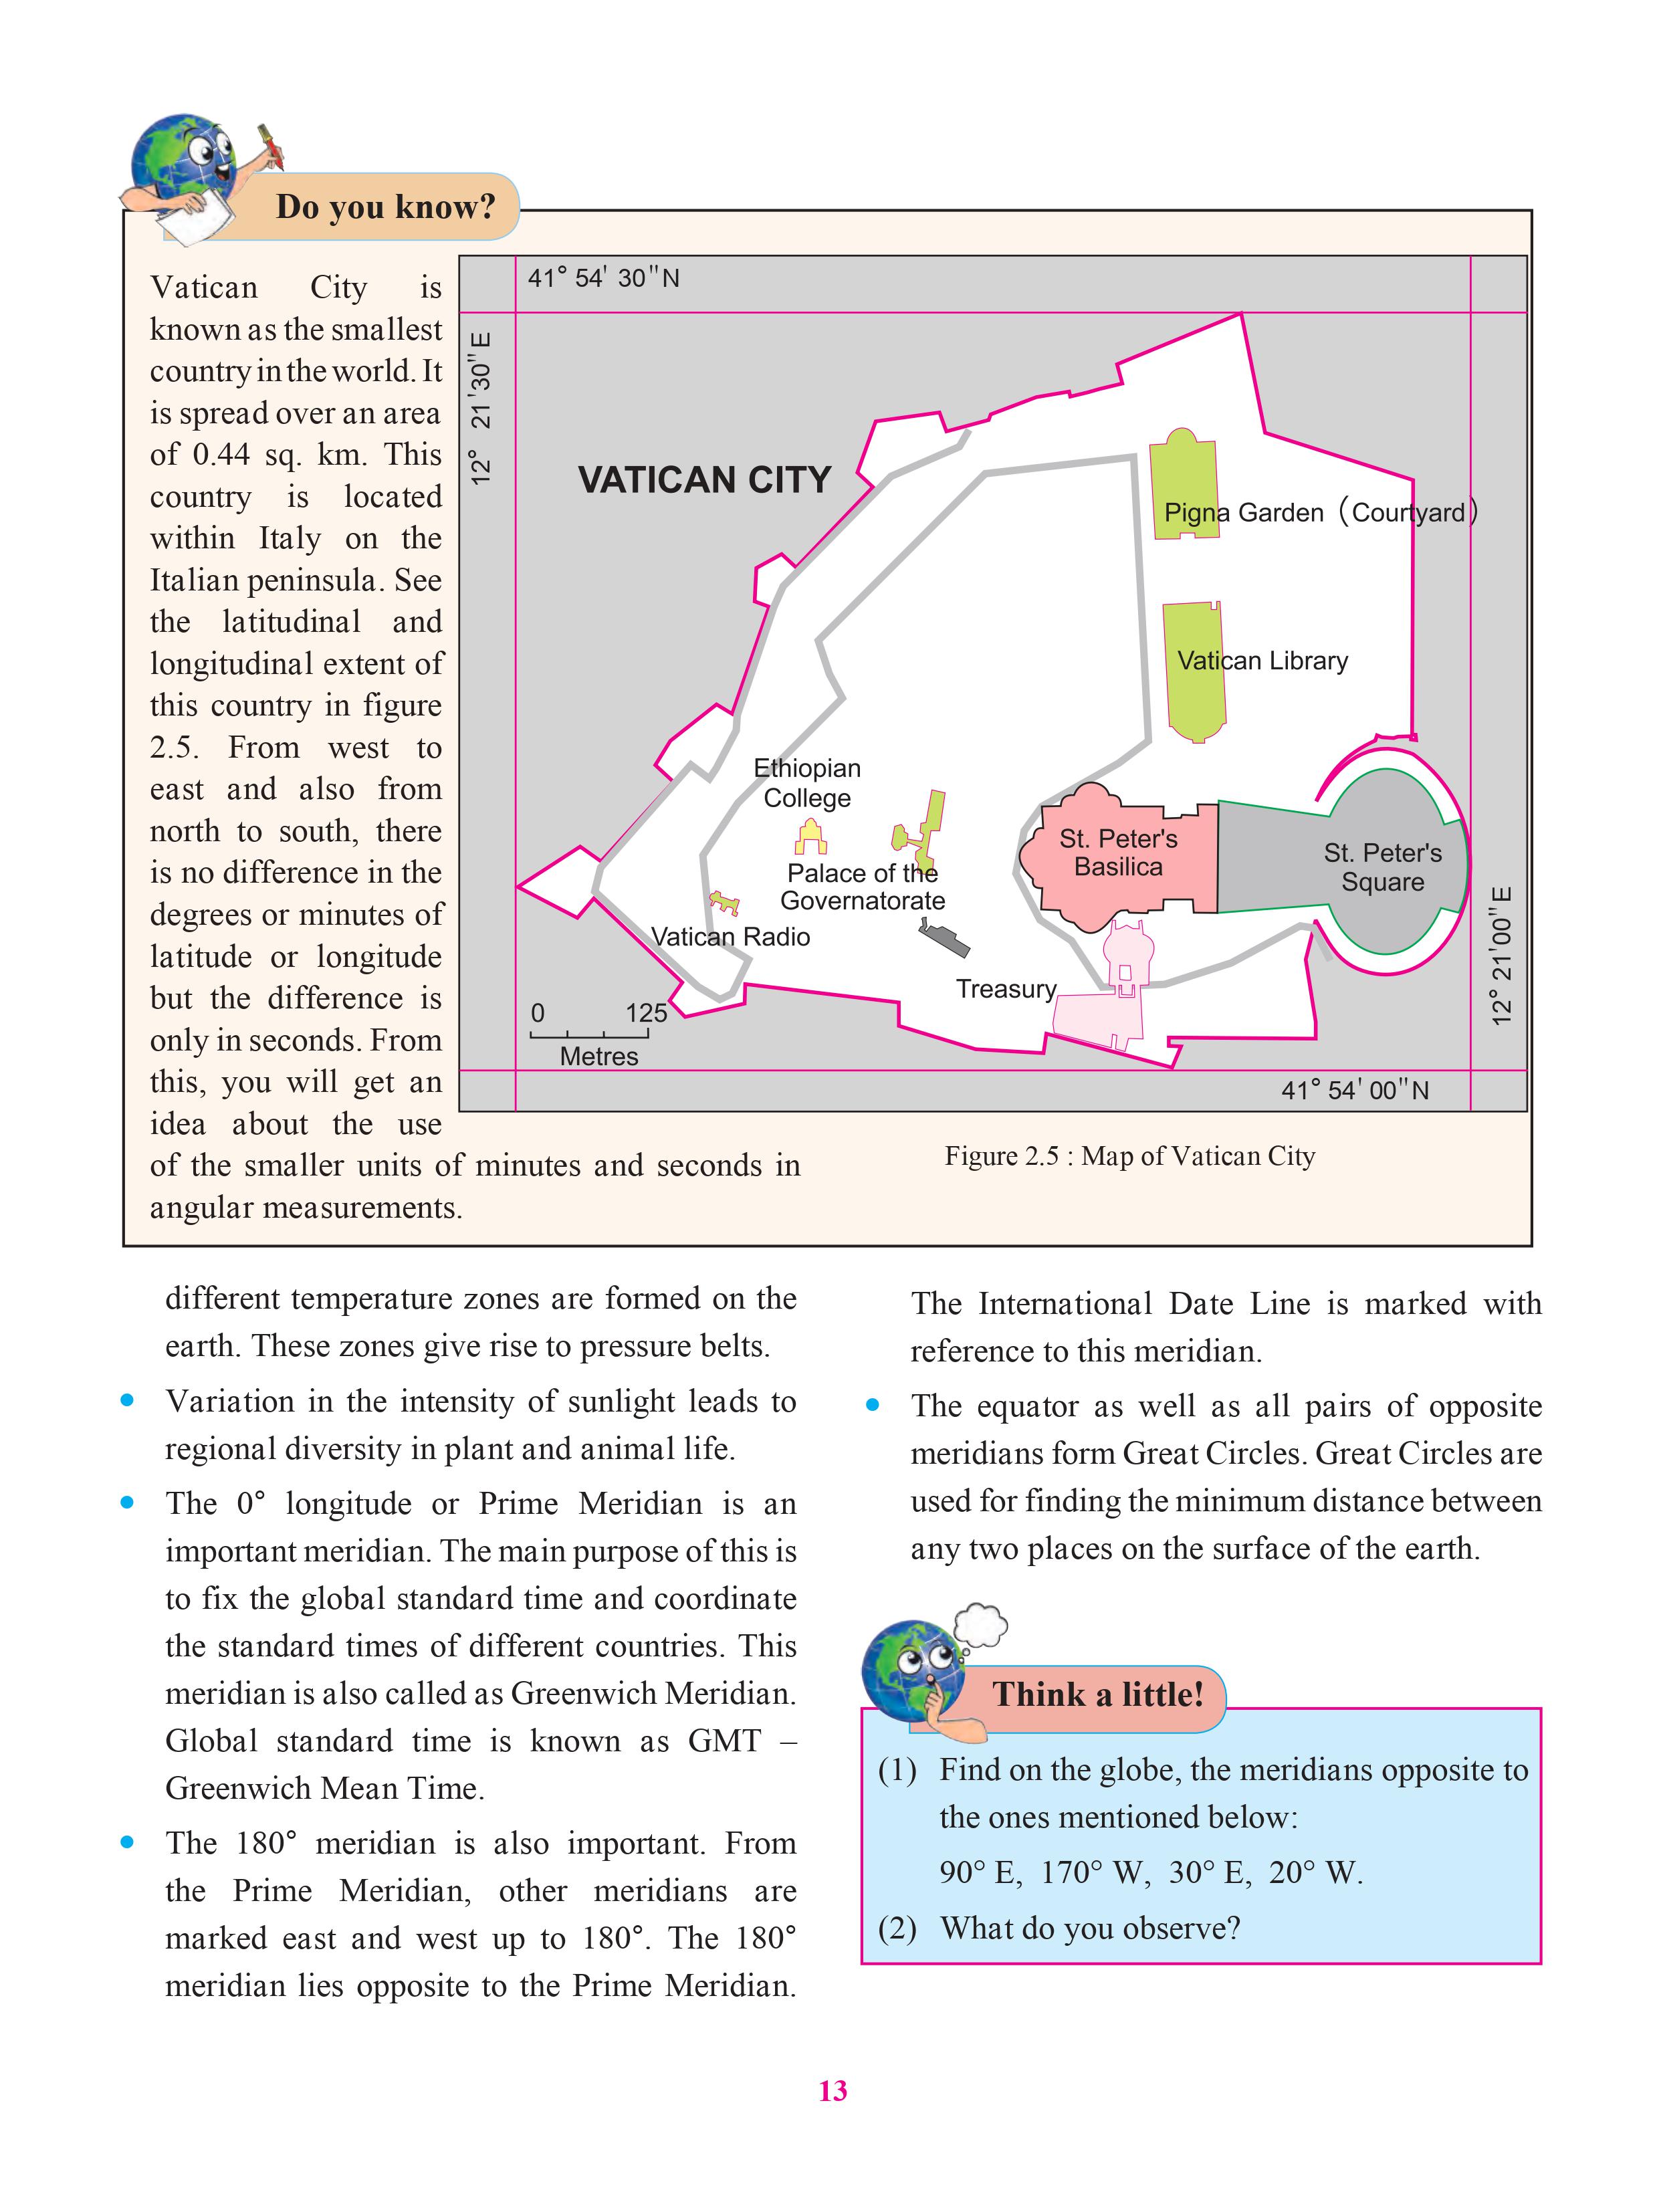 Do you know?
Vatican City is
known as the smallest
country in the world. It
is spread over an area
of 0.44 sq. km. This
country is located
within Italy on the
Italian peninsula. See
the latitudinal and
longitudinal extent of
this country in figure
2.5. From west to
east and also from
north to south, there
is no difference in the
degrees or minutes of
latitude or longitude
but the difference is
only in seconds. From
this, you will get an
idea about the use
of the smaller units of minutes and seconds in
angular measurements.
41° 54' 30"N
12° 21'30"E
VATICAN CITY
Pigna Garden (Courtyard)
Vatican Library
Ethiopian
College
St. Peter's
Basilica
St. Peter's
Square
Palace of the
Governatorate
Vatican Radio
Treasury
0 125
Metres
12° 21'00"E
41° 54' 00"N
Figure 2.5 : Map of Vatican City
different temperature zones are formed on the
earth. These zones give rise to pressure belts.
• Variation in the intensity of sunlight leads to
regional diversity in plant and animal life.
• The 0° longitude or Prime Meridian is an
important meridian. The main purpose of this is
to fix the global standard time and coordinate
the standard times of different countries. This
meridian is also called as Greenwich Meridian.
Global standard time is known as GMT –
Greenwich Mean Time.
• The 180° meridian is also important. From
the Prime Meridian, other meridians are
marked east and west up to 180°. The 180°
meridian lies opposite to the Prime Meridian.
The International Date Line is marked with
reference to this meridian.
• The equator as well as all pairs of opposite
meridians form Great Circles. Great Circles are
used for finding the minimum distance between
any two places on the surface of the earth.
Think a little!
(1) Find on the globe, the meridians opposite to
the ones mentioned below:
90° E, 170° W, 30° E, 20° W.
(2) What do you observe?
13